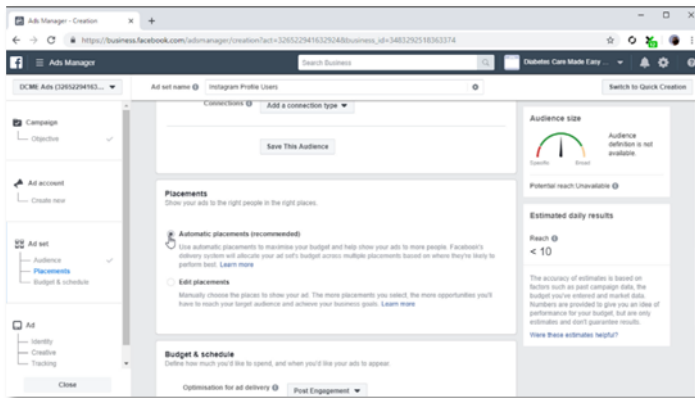 Ads Manager - Creation
https://business.facebook.com/adsmanager/creation?act=326522941632924&business_id=3483292518363374
Ads Manager
Search Business
Diabetes Care Made Easy ...
DCME Ads (32652294163...
Ad set name
Instagram Profile Users
Switch to Quick Creation
Campaign
Objective
Ad account
Create new
Ad set
Audience
Placements
Budget & schedule
Ad
Identity
Creative
Tracking
Close
Connections
Add a connection type
Save This Audience
Placements
Show your ads to the right people in the right places.
Automatic placements (recommended)
Use automatic placements to maximise your budget and help show your ads to more people. Facebook's
delivery system will allocate your ad set's budget across multiple placements based on where they're likely to
perform best. Learn more
Edit placements
Manually choose the places to show your ad. The more placements you select, the more opportunities you'll
have to reach your target audience and achieve your business goals. Learn more
Budget & schedule
Define how much you'd like to spend, and when you'd like your ads to appear.
Optimisation for ad delivery
Post Engagement
Audience size
Specific
Broad
Audience
definition is not
available.
Potential reach:Unavailable
Estimated daily results
Reach
< 10
The accuracy of estimates is based on
factors such as past campaign data, the
budget you've entered and market data.
Numbers are provided to give you an idea of
performance for your budget, but are only
estimates and don't guarantee results.
Were these estimates helpful?